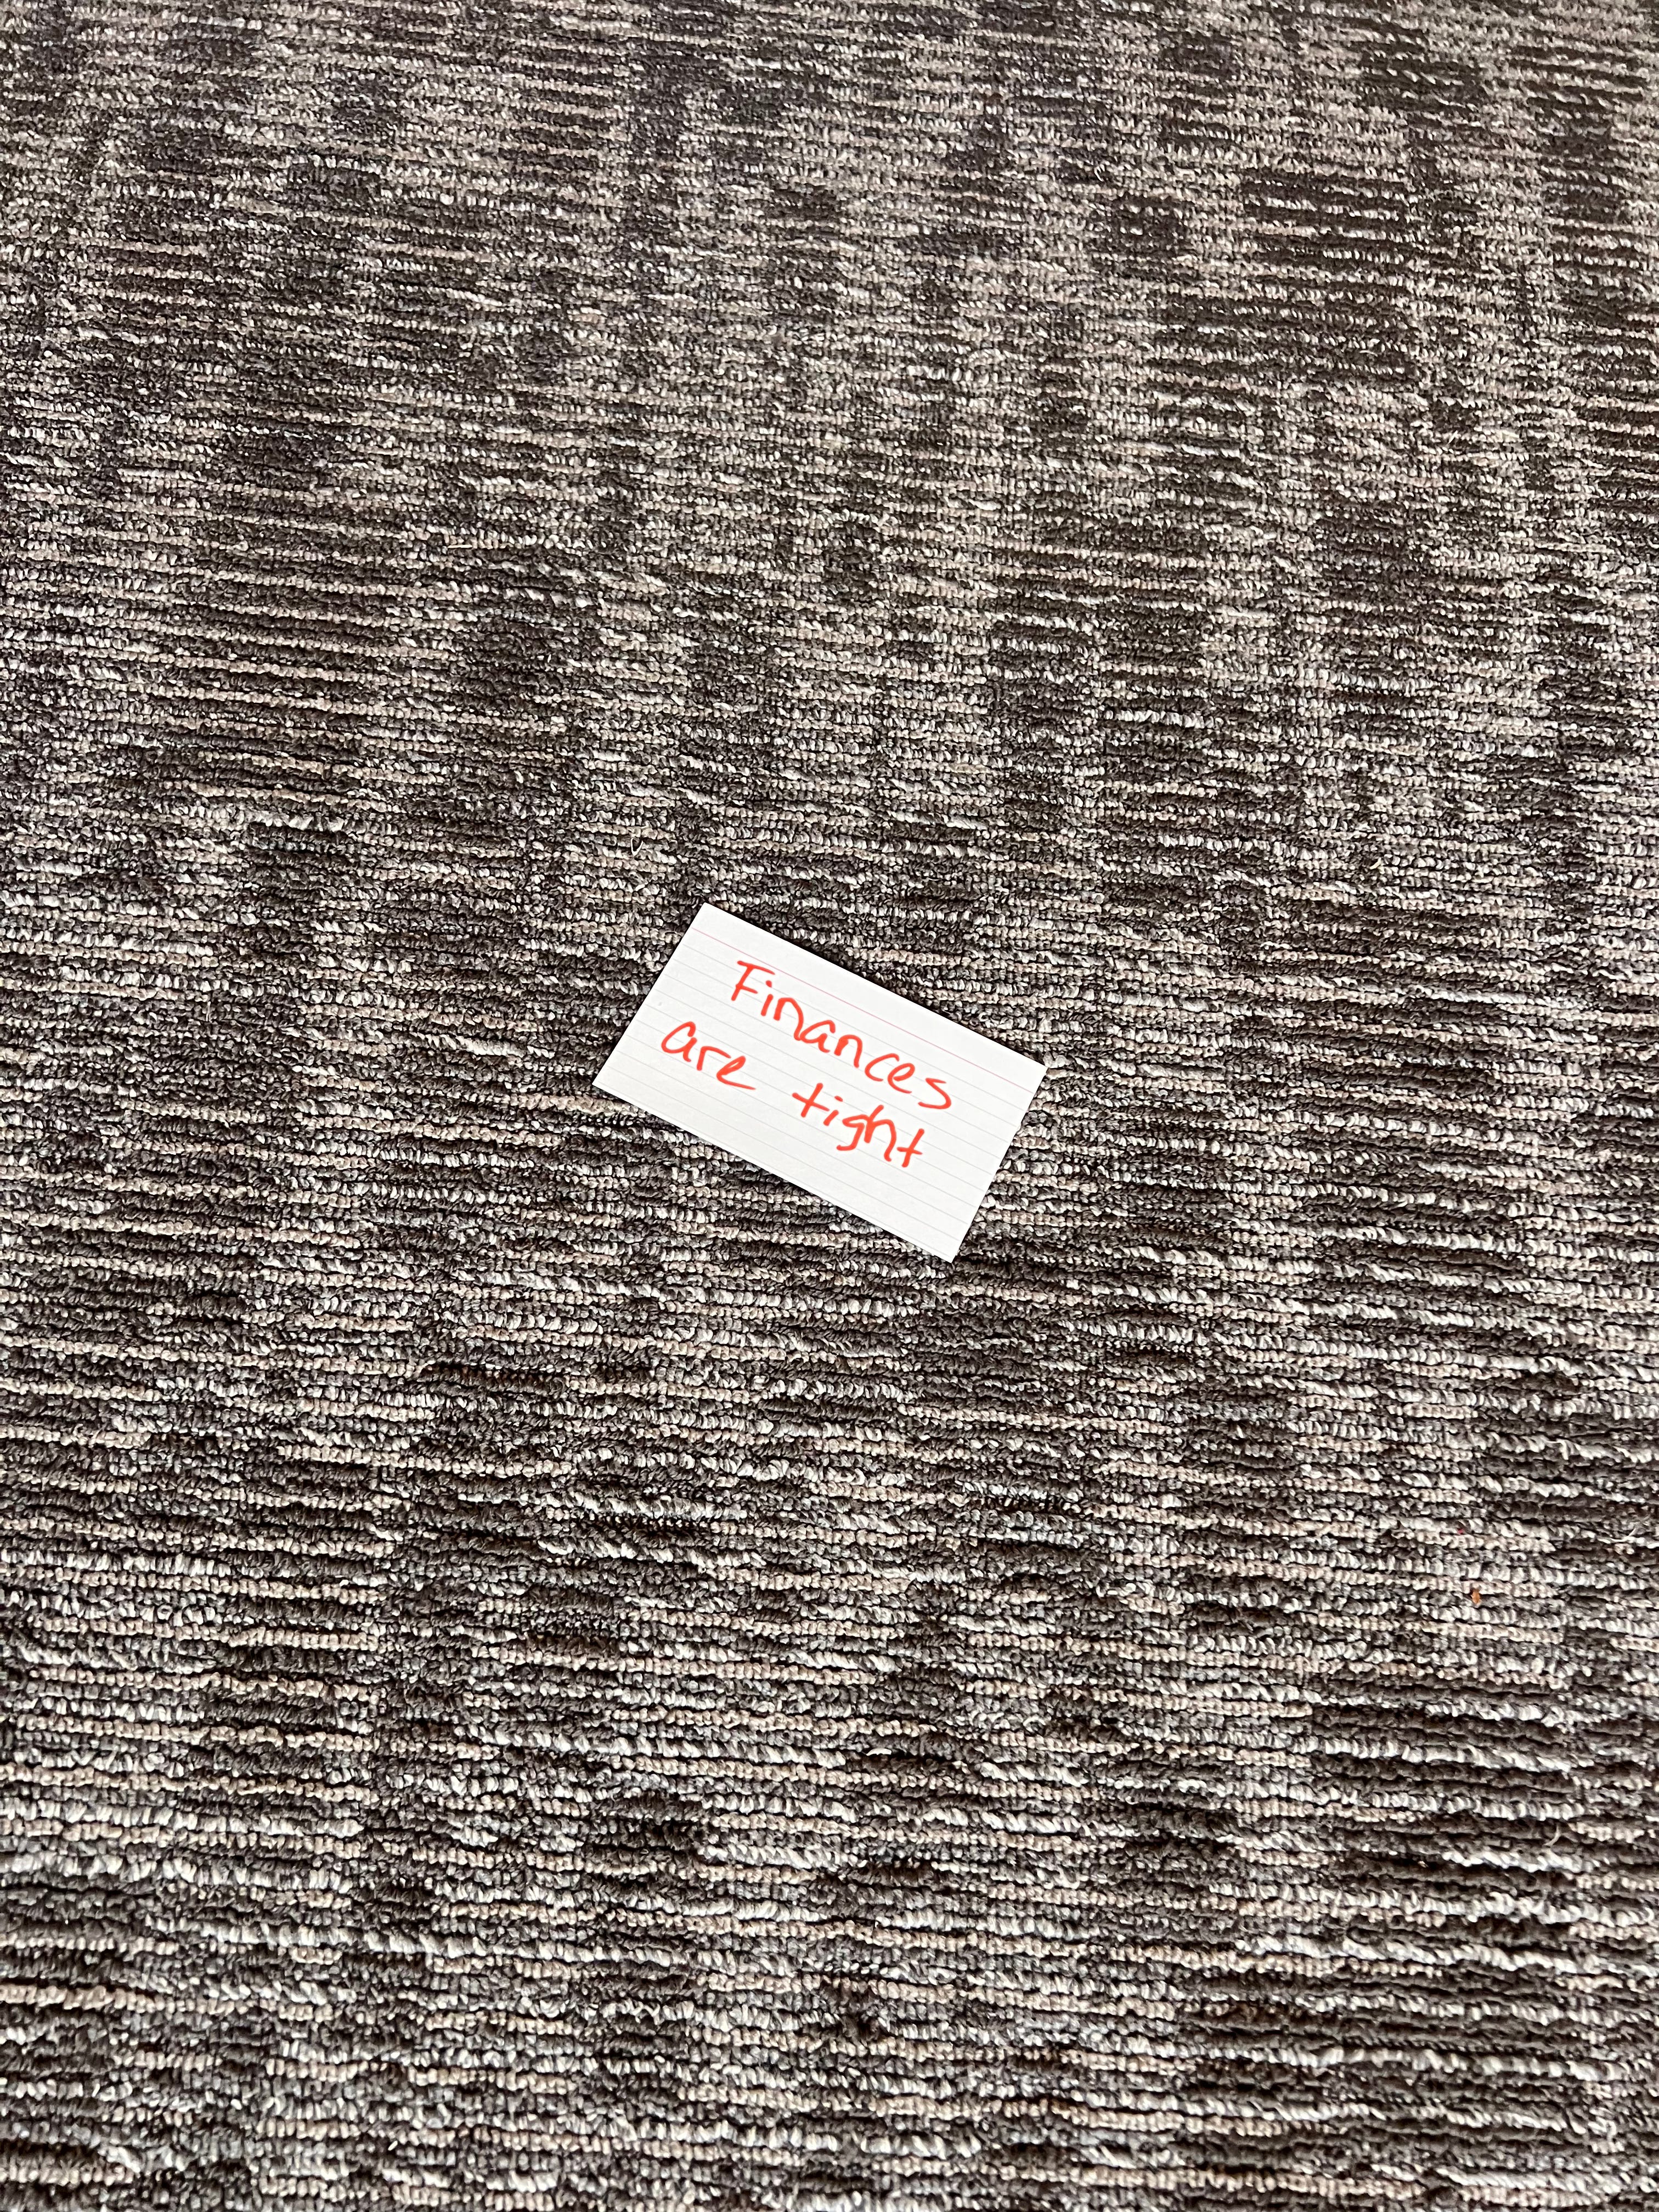 Finances
are tight